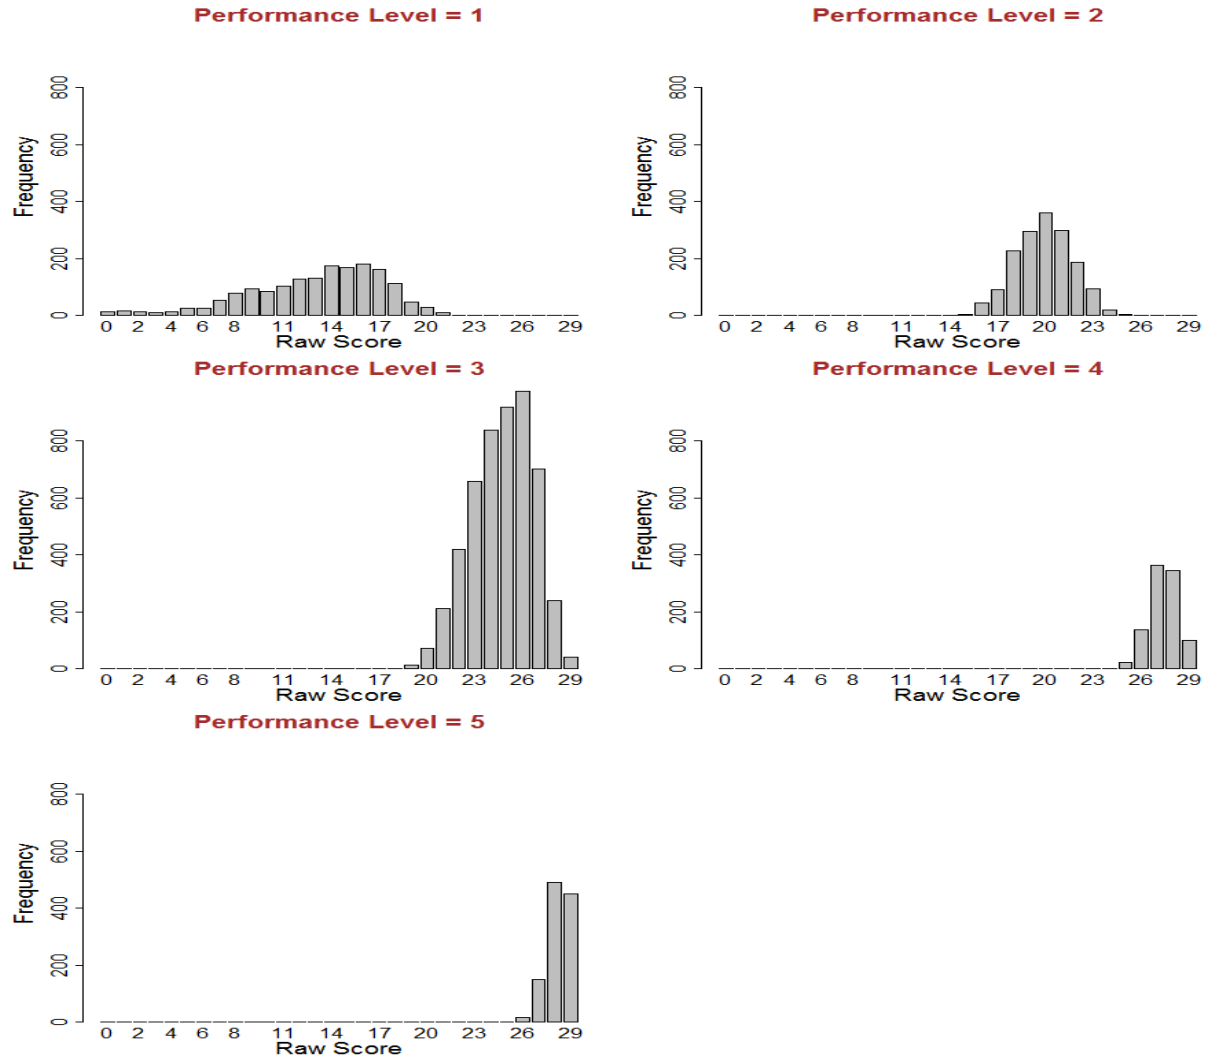 Performance Level = 1
800
600
400
200
0
Frequency
0 2 4 6 8 11 14 17 20 23 26 29
Raw Score
Performance Level = 2
800
600
400
200
0
Frequency
0 2 4 6 8 11 14 17 20 23 26 29
Raw Score
Performance Level = 3
800
600
400
200
0
Frequency
0 2 4 6 8 11 14 17 20 23 26 29
Raw Score
Performance Level = 4
800
600
400
200
0
Frequency
0 2 4 6 8 11 14 17 20 23 26 29
Raw Score
Performance Level = 5
800
600
400
200
0
Frequency
0 2 4 6 8 11 14 17 20 23 26 29
Raw Score